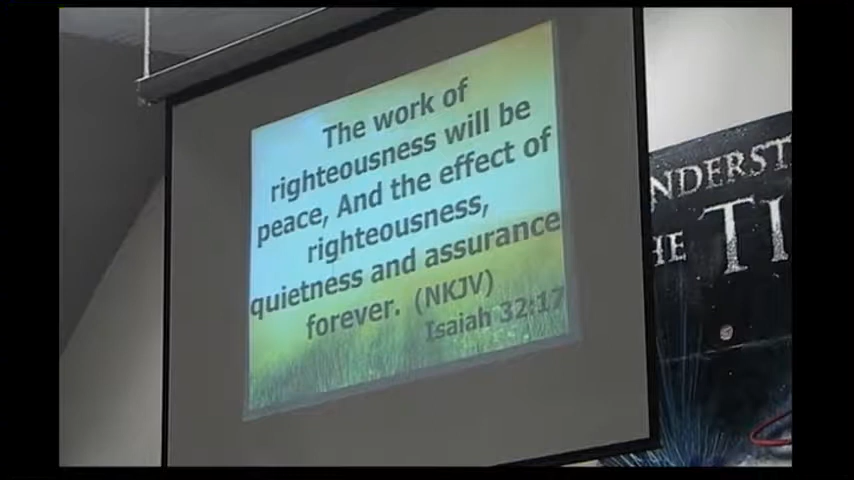 The work of
righteousness will be
peace, And the effect of
righteousness,
quietness and assurance
forever. (NKJV)
Isaiah 32:17
NDERST
HE TI